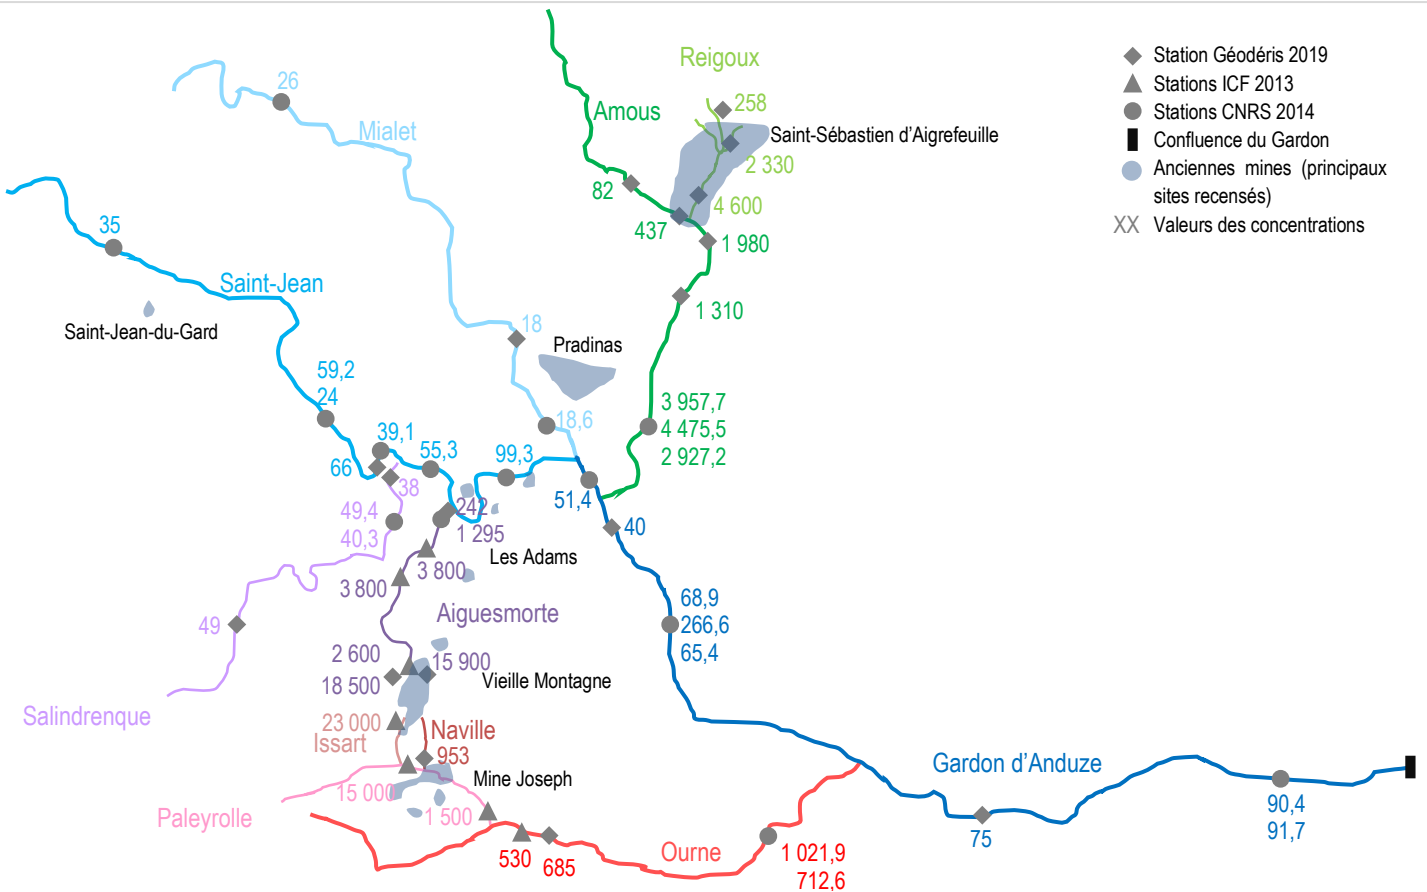 Reigoux
Station Géodéris 2019
Stations ICF 2013
Stations CNRS 2014
Confluence du Gardon
Anciennes mines (principaux
sites recensés)
XX Valeurs des concentrations
26
Mialet
Amous
258
Saint-Sébastien d'Aigrefeuille
2 330
82
4 600
437
1 980
1 310
35
Saint-Jean
Saint-Jean-du-Gard
18
Pradinas
59,2
24
18,6
3 957,7
4 475,5
2 927,2
39,1
55,3
99,3
66
38
51,4
49,4
40,3
242
1 295
40
Les Adams
3 800
3 800
49
Aiguesmorte
68,9
266,6
65,4
2 600
18 500
15 900
Vieille Montagne
Salindrenque
23 000
Issart
Naville
953
Mine Joseph
15 000
1 500
Paleyrolle
Gardon d'Anduze
530
685
Ourne
1 021,9
712,6
75
90,4
91,7